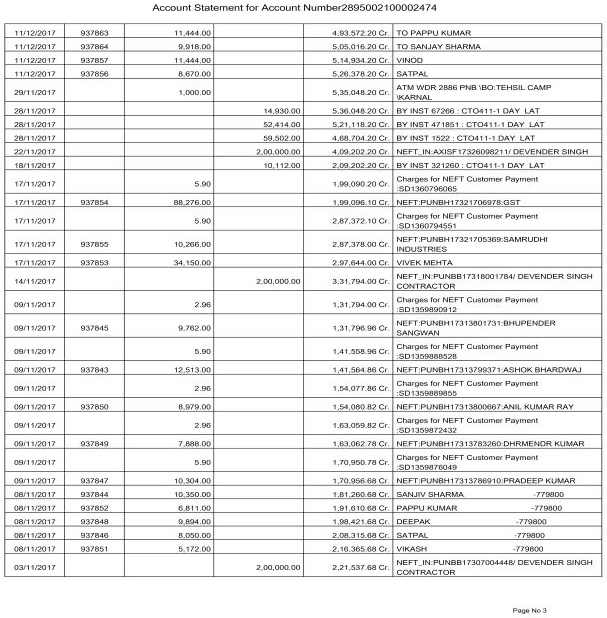 Account Statement for Account Number2895002100002474
11/12/2017 937863 11,444.00 4,93,572.20 Cr. TO PAPPU KUMAR
11/12/2017 937864 9,918.00 5,05,016.20 Cr. TO SANJAY SHARMA
11/12/2017 937857 11,444.00 5,14,934.20 Cr. VINOD
11/12/2017 937856 8,670.00 5,26,378.20 Cr. SATPAL
29/11/2017 1,000.00 5,35,048.20 Cr. ATM WDR 2886 PNB \BO:TEHSIL CAMP
\KARNAL
28/11/2017 14,930.00 5,36,048.20 Cr. BY INST 67266 : CTO411-1 DAY LAT
28/11/2017 52,414.00 5,21,118.20 Cr. BY INST 471851 : CTO411-1 DAY LAT
28/11/2017 59,502.00 4,68,704.20 Cr. BY INST 1522 : CTO411-1 DAY LAT
22/11/2017 2,00,000.00 4,09,202.20 Cr. NEFT_IN:AXISF17326098211/ DEVENDER SINGH
18/11/2017 10,112.00 2,09,202.20 Cr. BY INST 321260 : CTO411-1 DAY LAT
17/11/2017 5.90 1,99,090.20 Cr. Charges for NEFT Customer Payment
:SD1360796065
17/11/2017 937854 88,276.00 1,99,096.10 Cr. NEFT:PUNBH17321706978:GST
17/11/2017 5.90 2,87,372.10 Cr. Charges for NEFT Customer Payment
:SD1360794551
17/11/2017 937855 10,266.00 2,87,378.00 Cr. NEFT:PUNBH17321705369:SAMRUDHI
INDUSTRIES
17/11/2017 937853 34,150.00 2,97,644.00 Cr. VIVEK MEHTA
14/11/2017 2,00,000.00 3,31,794.00 Cr. NEFT_IN:PUNBB17318001784/ DEVENDER SINGH
CONTRACTOR
09/11/2017 2.96 1,31,794.00 Cr. Charges for NEFT Customer Payment
:SD1359890912
09/11/2017 937845 9,762.00 1,31,796.96 Cr. NEFT:PUNBH17313801731:BHUPENDER
SANGWAN
09/11/2017 5.90 1,41,558.96 Cr. Charges for NEFT Customer Payment
:SD1359888528
09/11/2017 937843 12,513.00 1,41,564.86 Cr. NEFT:PUNBH17313799371:ASHOK BHARDWAJ
09/11/2017 2.96 1,54,077.86 Cr. Charges for NEFT Customer Payment
:SD1359889855
09/11/2017 937850 8,979.00 1,54,080.82 Cr. NEFT:PUNBH17313800667:ANIL KUMAR RAY
09/11/2017 2.96 1,63,059.82 Cr. Charges for NEFT Customer Payment
:SD1359872432
09/11/2017 937849 7,888.00 1,63,062.78 Cr. NEFT:PUNBH17313783260:DHRMENDR KUMAR
09/11/2017 5.90 1,70,950.78 Cr. Charges for NEFT Customer Payment
:SD1359876049
09/11/2017 937847 10,304.00 1,70,956.68 Cr. NEFT:PUNBH17313786910:PRADEEP KUMAR
08/11/2017 937844 10,350.00 1,81,260.68 Cr. SANJIV SHARMA -779800
08/11/2017 937852 6,811.00 1,91,610.68 Cr. PAPPU KUMAR -779800
08/11/2017 937848 9,894.00 1,98,421.68 Cr. DEEPAK -779800
08/11/2017 937846 8,050.00 2,08,315.68 Cr. SATPAL -779800
08/11/2017 937851 5,172.00 2,16,365.68 Cr. VIKASH -779800
03/11/2017 2,00,000.00 2,21,537.68 Cr. NEFT_IN:PUNBB17307004448/ DEVENDER SINGH
CONTRACTOR
Page No 3